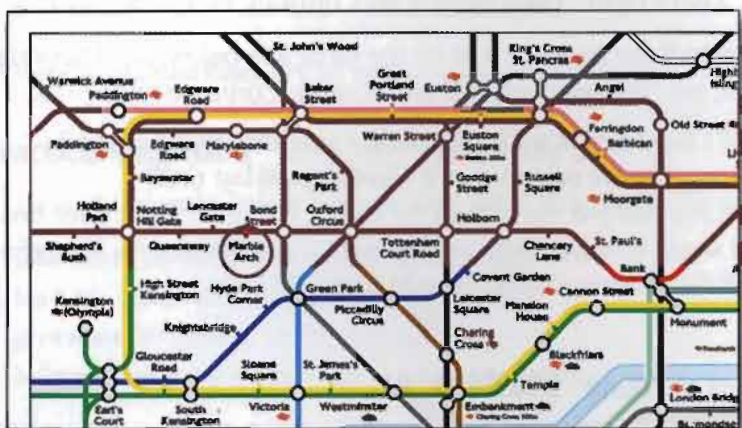 St. John's Wood
King's Cross
St. Pancras
Warwick Avenue
Paddington
Edgware
Road
Baker
Street
Great
Portland
Street
Euston
Angel
Warren Street
Euston
Square
Farringdon
Barbican
Old Street
Paddington
Edgware
Road
Marylebone
Bayswater
Regent's
Park
Goodge
Street
Russell
Square
Moorgate
Holland
Park
Notting
Hill Gate
Lancaster
Gate
Bond
Street
Oxford
Circus
Holborn
Shepherd's
Bush
Queensway
Marble
Arch
Tottenham
Court Road
Chancery
Lane
St. Paul's
Bank
Kensington
(Olympia)
High Street
Kensington
Hyde Park
Corner
Green Park
Piccadilly
Circus
Covent Garden
Leicester
Square
Cannon Street
Mansion
House
Monument
Knightsbridge
Charing
Cross
Blackfriars
Gloucester
Road
Sloane
Square
St. James's
Park
Temple
Earl's
Court
South
Kensington
Victoria
Westminster
Embankment
London Bridge